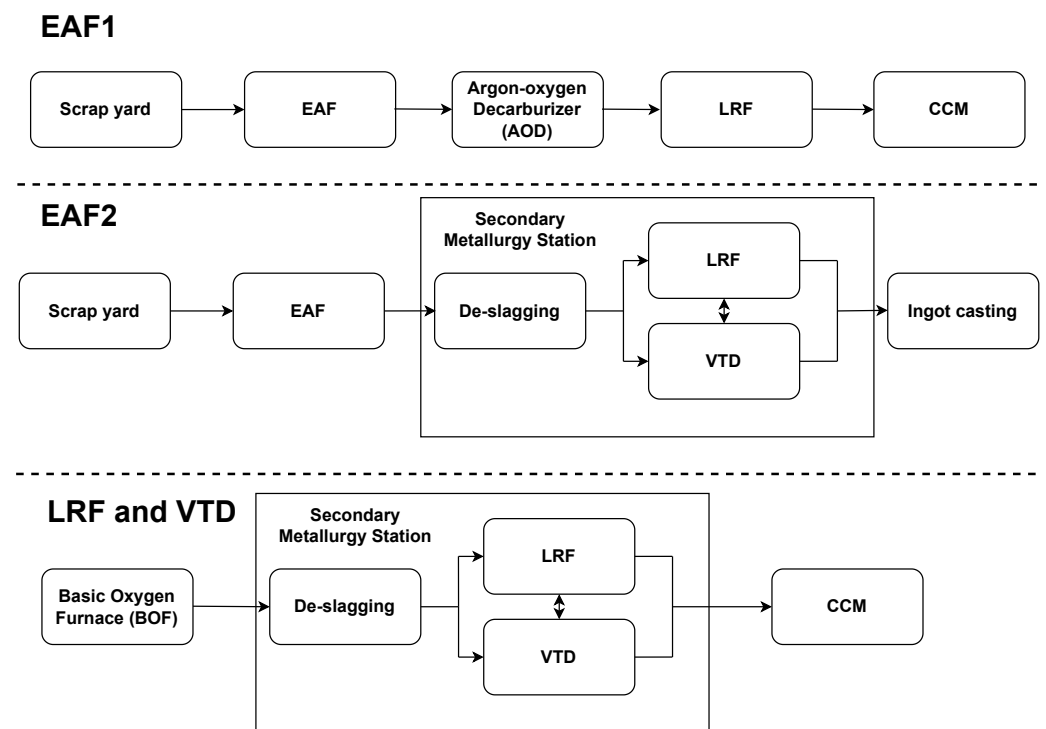 EAF1
Scrap yard
EAF
Argon-oxygen
Decarburizer
(AOD)
LRF
CCM
EAF2
Secondary
Metallurgy Station
Scrap yard
EAF
De-slagging
LRF
VTD
Ingot casting
LRF and VTD
Secondary
Metallurgy Station
Basic Oxygen
Furnace (BOF)
De-slagging
LRF
VTD
CCM